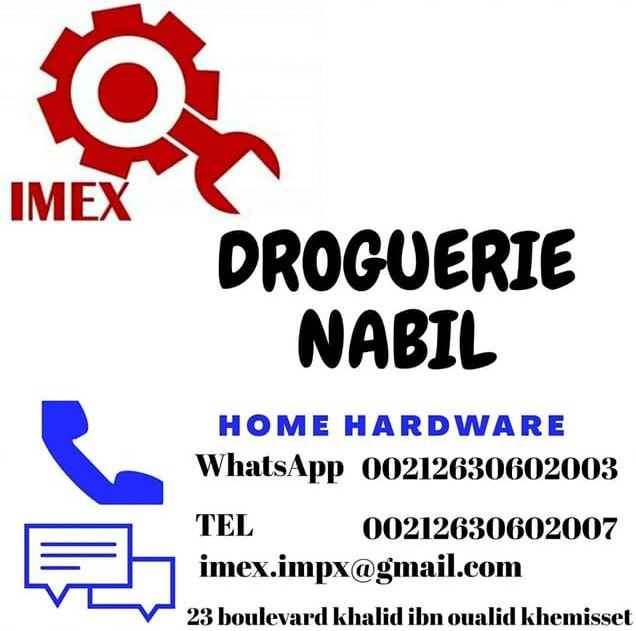 IMEX
DROGUERIE
NABIL
HOME HARDWARE
WhatsApp 00212630602003
TEL 00212630602007
imex.impx@gmail.com
23 boulevard khalid ibn oualid khemisset